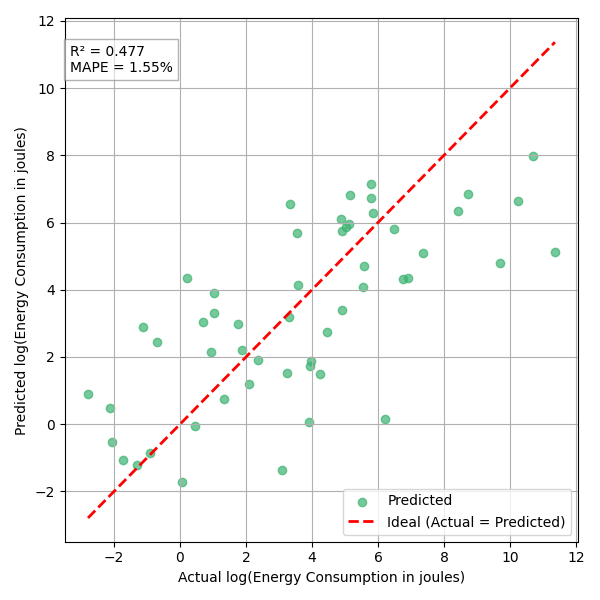 12
10
8
6
4
2
0
−2
R² = 0.477
MAPE = 1.55%
Predicted log(Energy Consumption in joules)
Predicted
Ideal (Actual = Predicted)
−2 0 2 4 6 8 10 12
Actual log(Energy Consumption in joules)